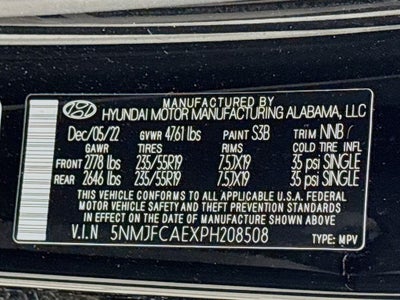 MANUFACTURED BY
HYUNDAI MOTOR MANUFACTURING ALABAMA, LLC
Dec/05/22 GVWR 4761 lbs PAINT S3B TRIM NNB
GAWR TIRES RIMS COLD TIRE INFL
FRONT 2778 lbs 235/55R19 7.5JX19 35 psi SINGLE
REAR 2646 lbs 235/55R19 7.5JX19 35 psi SINGLE
THIS VEHICLE CONFORMS TO ALL APPLICABLE U.S.A. FEDERAL
MOTOR VEHICLE SAFETY AND THEFT PREVENTION STANDARDS
IN EFFECT ON THE DATE OF MANUFACTURE SHOWN ABOVE.
V.I.N 5NMJFCAEXPH208508 TYPE: MPV